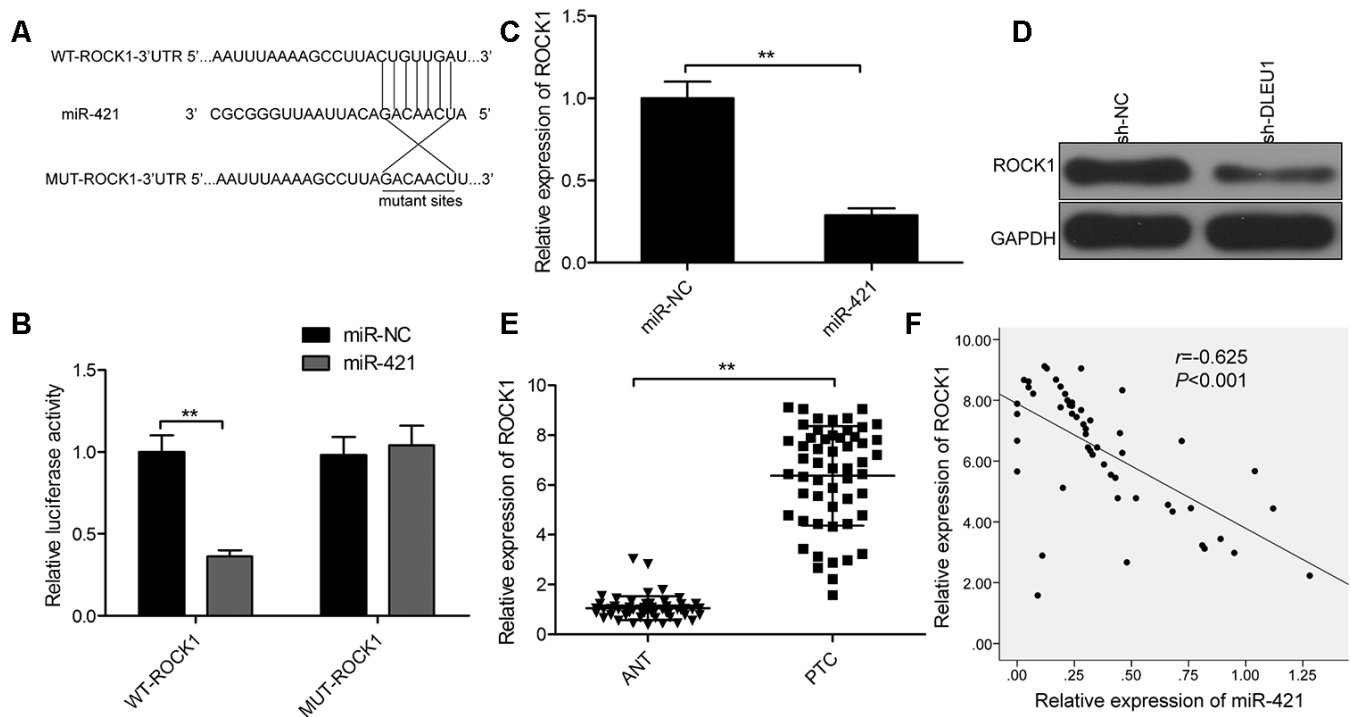 A
WT-ROCK1-3'UTR 5'...AAUUUAAAAGCCUUACUGUUGAU...3'
miR-421 3' CGCGGGUUAAUUACAGACAACUA 5'
MUT-ROCK1-3'UTR 5'...AAUUUAAAAGCCUUAGACAACUU...3'
mutant sites
C
Relative expression of ROCK1
1.5
1.0
0.5
0.0
**
miR-NC
miR-421
D
sh-NC
sh-DLEU1
ROCK1
GAPDH
B
miR-NC
miR-421
Relative luciferase activity
1.5
1.0
0.5
0.0
**
WT-ROCK1
MUT-ROCK1
E
Relative expression of ROCK1
10
8
6
4
2
0
**
ANT
PTC
F
Relative expression of ROCK1
10.00
8.00
6.00
4.00
2.00
.00
r=-0.625
P<0.001
.00 .25 .50 .75 1.00 1.25
Relative expression of miR-421